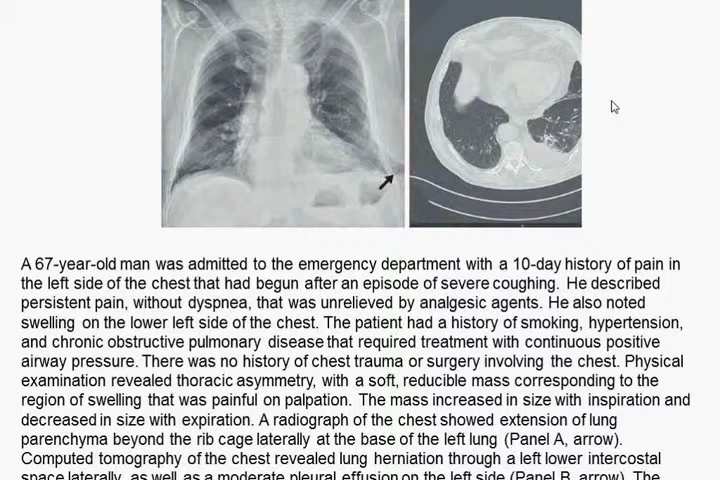 A 67-year-old man was admitted to the emergency department with a 10-day history of pain in
the left side of the chest that had begun after an episode of severe coughing. He described
persistent pain, without dyspnea, that was unrelieved by analgesic agents. He also noted
swelling on the lower left side of the chest. The patient had a history of smoking, hypertension,
and chronic obstructive pulmonary disease that required treatment with continuous positive
airway pressure. There was no history of chest trauma or surgery involving the chest. Physical
examination revealed thoracic asymmetry, with a soft, reducible mass corresponding to the
region of swelling that was painful on palpation. The mass increased in size with inspiration and
decreased in size with expiration. A radiograph of the chest showed extension of lung
parenchyma beyond the rib cage laterally at the base of the left lung (Panel A, arrow).
Computed tomography of the chest revealed lung herniation through a left lower intercostal
space laterally, as well as a moderate pleural effusion on the left side (Panel B, arrow). The